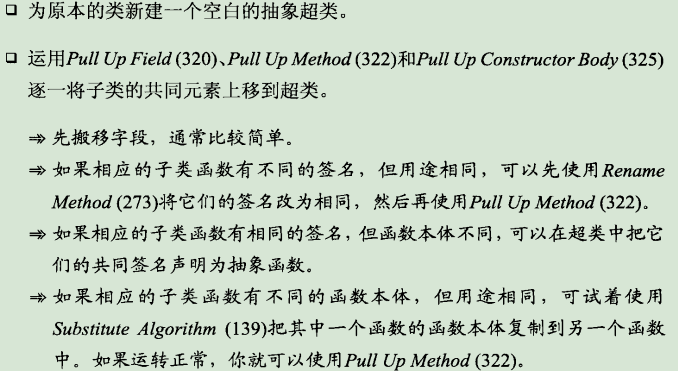 □ 为原本的类新建一个空白的抽象超类。
□ 运用Pull Up Field (320)、Pull Up Method (322)和Pull Up Constructor Body (325)
逐一将子类的共同元素上移到超类。
⇒ 先搬移字段，通常比较简单。
⇒ 如果相应的子类函数有不同的签名，但用途相同，可以先使用Rename
Method (273)将它们的签名改为相同，然后再使用Pull Up Method (322)。
⇒ 如果相应的子类函数有相同的签名，但函数本体不同，可以在超类中把它
们的共同签名声明为抽象函数。
⇒ 如果相应的子类函数有不同的函数本体，但用途相同，可试着使用
Substitute Algorithm (139)把其中一个函数的函数本体复制到另一个函数
中。如果运转正常，你就可以使用Pull Up Method (322)。